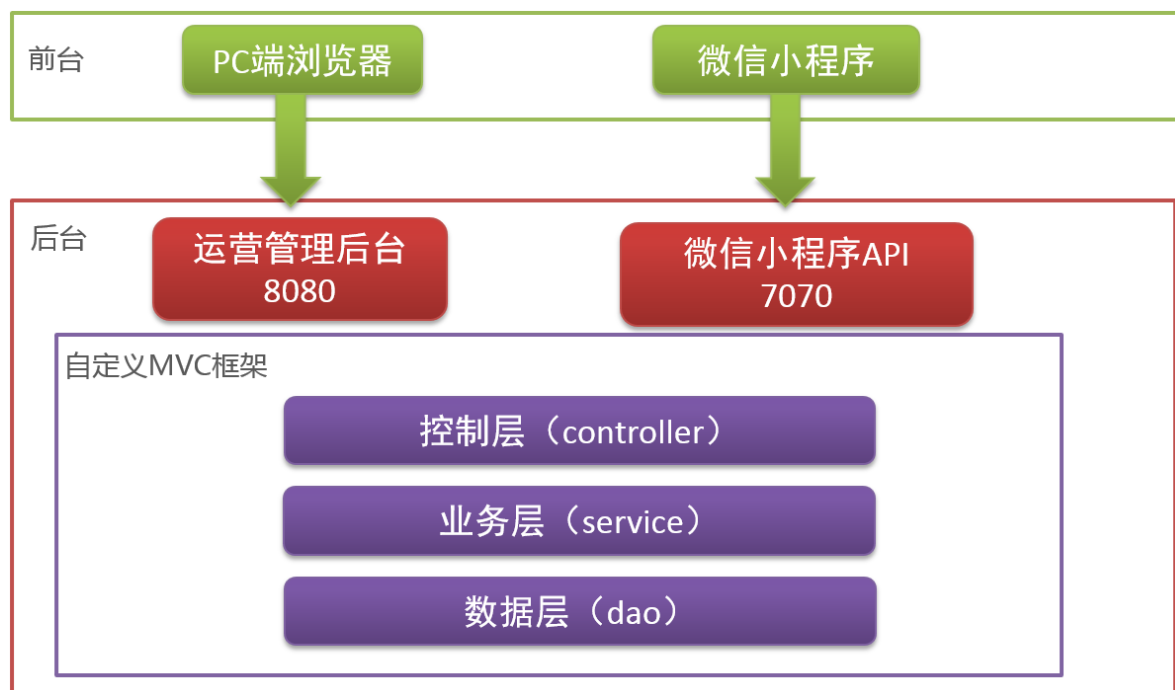 前台
PC端浏览器
微信小程序
后台
运营管理后台
8080
微信小程序API
7070
自定义MVC框架
控制层（controller）
业务层（service）
数据层（dao）